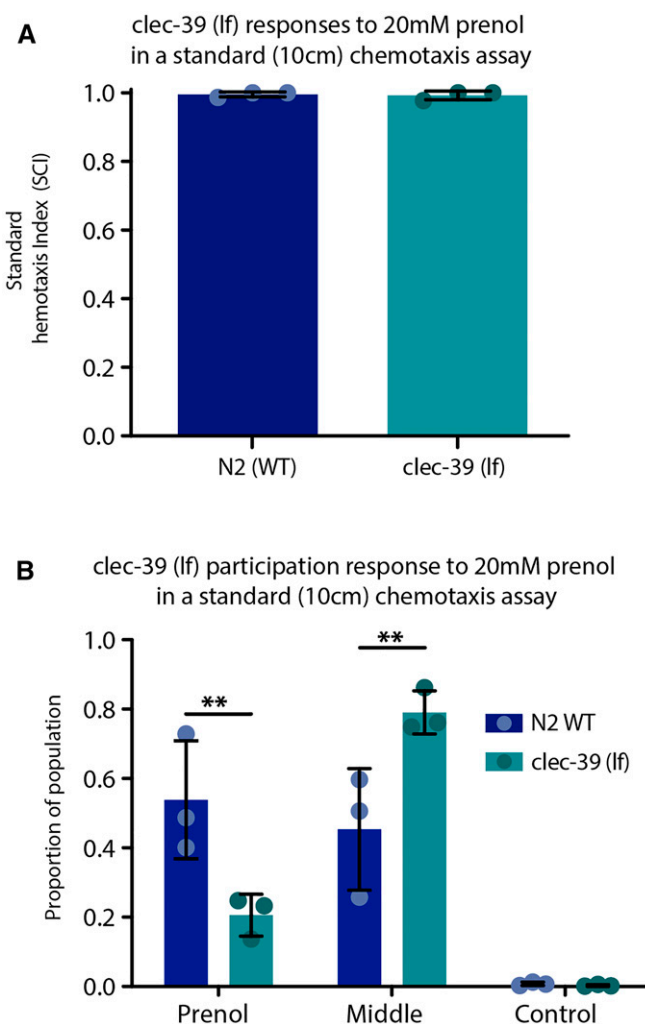 A
clec-39 (lf) responses to 20mM prenol
in a standard (10cm) chemotaxis assay
Standard
hemotaxis Index (SCI)
1.0
0.8
0.6
0.4
0.2
0.0
N2 (WT)
clec-39 (lf)
B
clec-39 (lf) participation response to 20mM prenol
in a standard (10cm) chemotaxis assay
Proportion of population
1.0
0.8
0.6
0.4
0.2
0.0
**
**
N2 WT
clec-39 (lf)
Prenol
Middle
Control